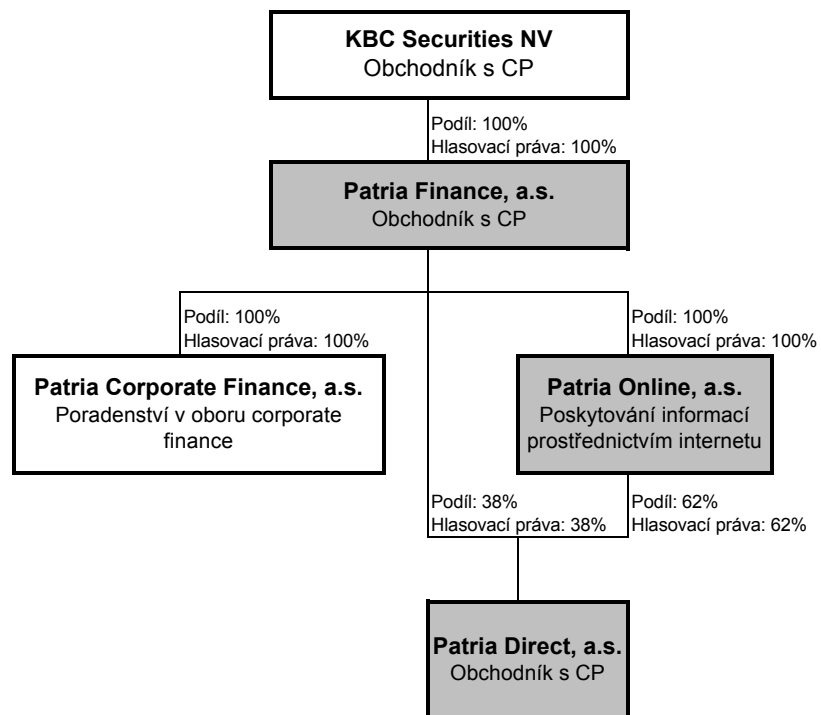 KBC Securities NV
Obchodník s CP
Podíl: 100%
Hlasovací práva: 100%
Patria Finance, a.s.
Obchodník s CP
Podíl: 100%
Hlasovací práva: 100%
Podíl: 100%
Hlasovací práva: 100%
Patria Corporate Finance, a.s.
Poradenství v oboru corporate
finance
Patria Online, a.s.
Poskytování informací
prostřednictvím internetu
Podíl: 38%
Hlasovací práva: 38%
Podíl: 62%
Hlasovací práva: 62%
Patria Direct, a.s.
Obchodník s CP